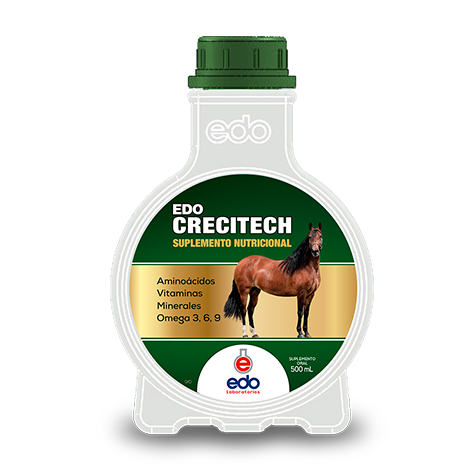 edo
EDO
CRECITECH
SUPLEMENTO NUTRICIONAL
Aminoácidos
Vitaminas
Minerales
Omega 3, 6, 9
SUPLEMENTO
ORAL
500 mL
e
edo
laboratorios